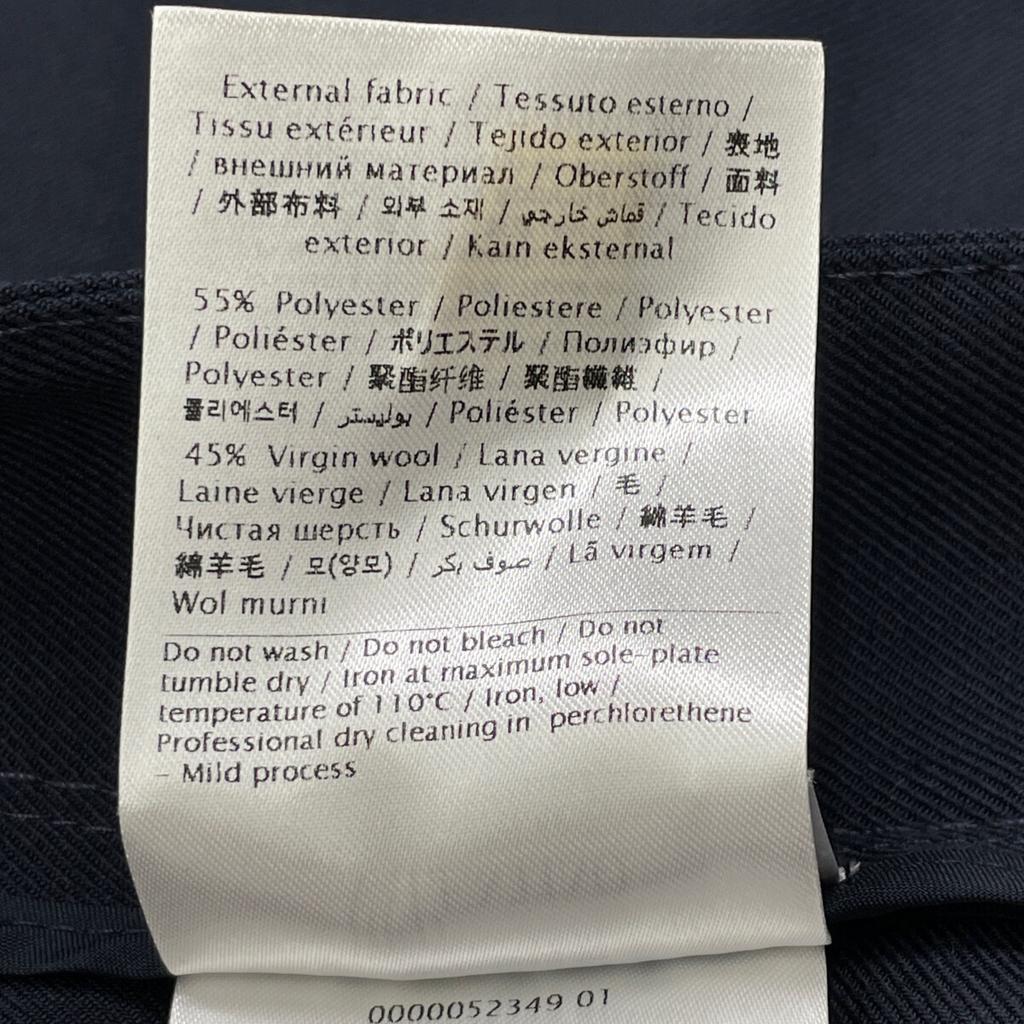 External fabric / Tessuto esterno /
Tissu extérieur / Tejido exterior / 表地
/ внешний материал / Oberstoff / 面料
/ 外部布料 / 외부 소재 / قماش خارجي / Tecido
exterior / Kain eksternal
55% Polyester / Poliestere / Polyester
/ Poliéster / ポリエステル / Полиэфир /
Polyester / 聚酯纤维 / 聚酯纖維 /
폴리에스터 / بوليستر / Poliéster / Polyester
45% Virgin wool / Lana vergine /
Laine vierge / Lana virgen / 毛 /
Чистая шерсть / Schurwolle / 綿羊毛 /
綿羊毛 / 모(양모) / صوف بكر / Lã virgem /
Wol murni
Do not wash / Do not bleach / Do not
tumble dry / Iron at maximum sole-plate
temperature of 110°C / Iron, low /
Professional dry cleaning in perchlorethene
- Mild process
0000052349 01